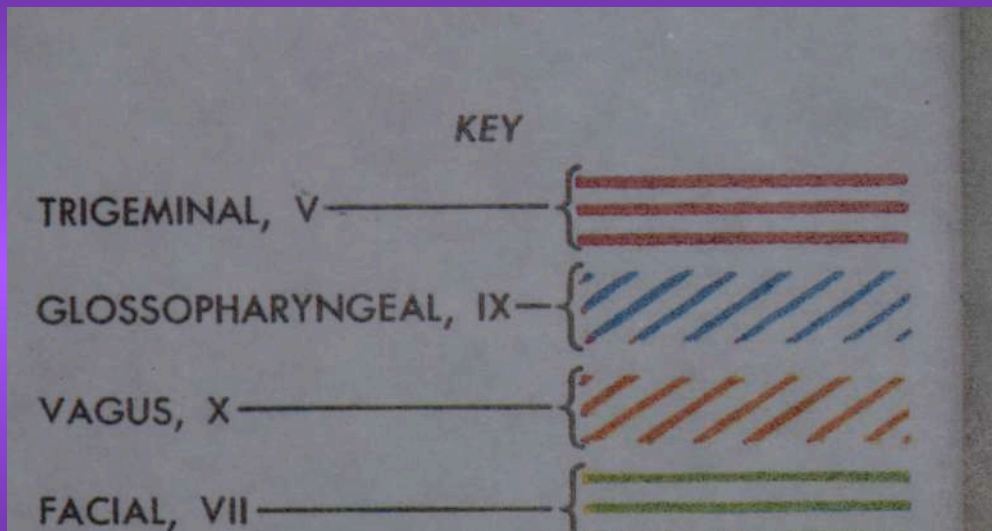 KEY
TRIGEMINAL, V
GLOSSOPHARYNGEAL, IX
VAGUS, X
FACIAL, VII